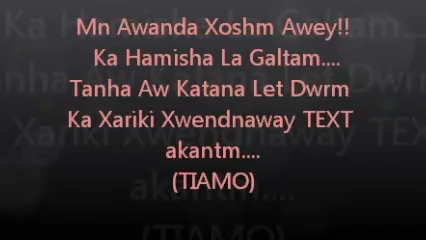 Mn Awanda Xoshm Awey!!
Ka Hamisha La Galtam....
Tanha Aw Katana Let Dwrm
Ka Xariki Xwendnaway TEXT
akantm....
(TIAMO)